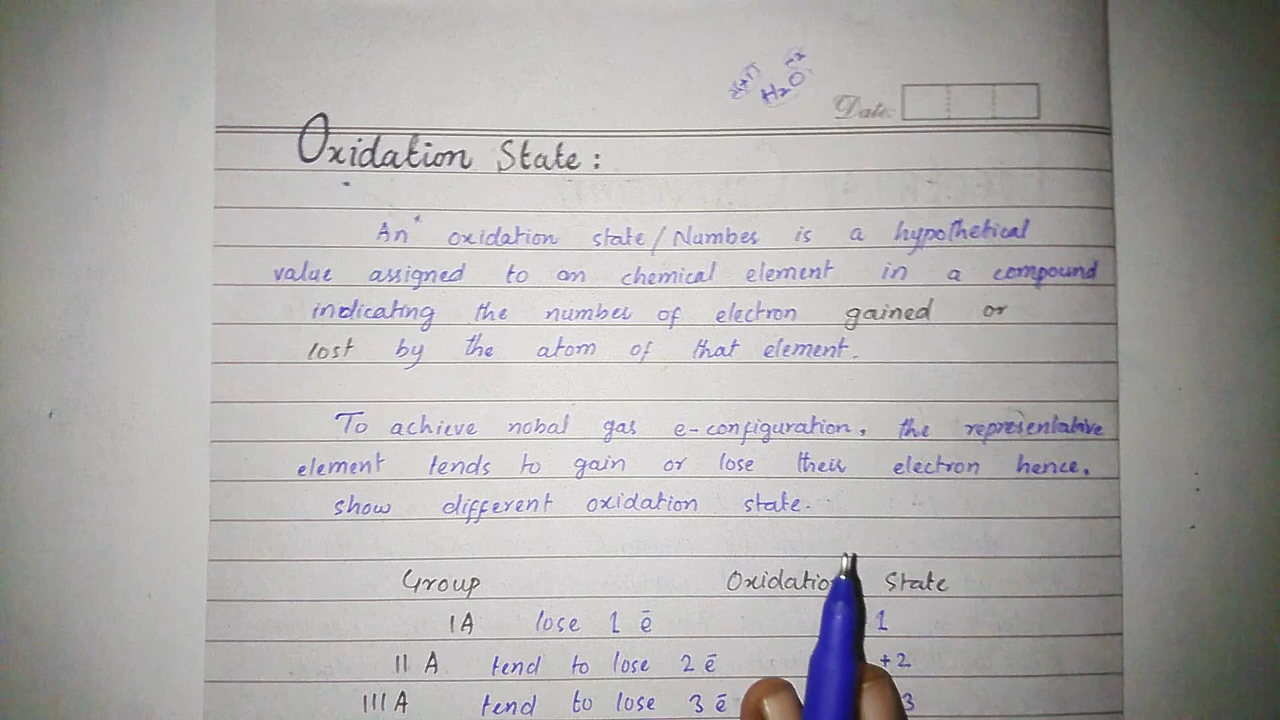 H2O
Date:
Oxidation State:
An oxidation state/Number is a hypothetical
value assigned to an chemical element in a compound
indicating the number of electron gained or
lost by the atom of that element.
To achieve nobal gas e-configuration, the representative
element tends to gain or lose their electron hence,
show different oxidation state.
Group Oxidation State
IA lose 1 ē 1
II A tend to lose 2 ē +2
III A tend to lose 3 ē 3